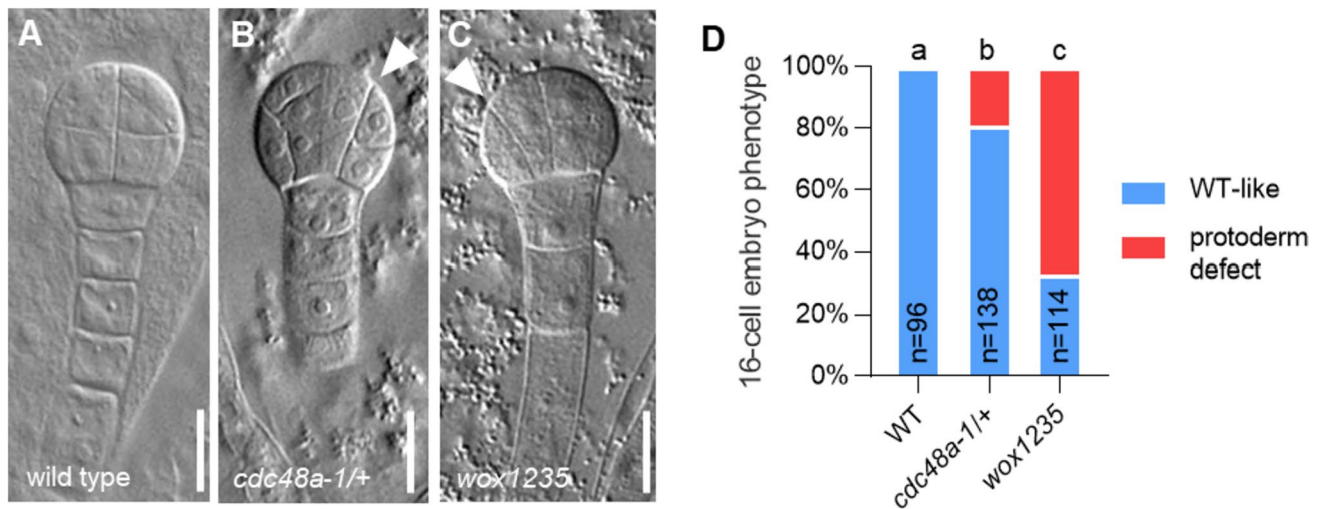 A
wild type
B
cdc48a-1/+
C
wox1235
D
16-cell embryo phenotype
100%
80%
60%
40%
20%
0%
a
b
c
n=96
n=138
n=114
WT
cdc48a-1/+
wox1235
WT-like
protoderm
defect